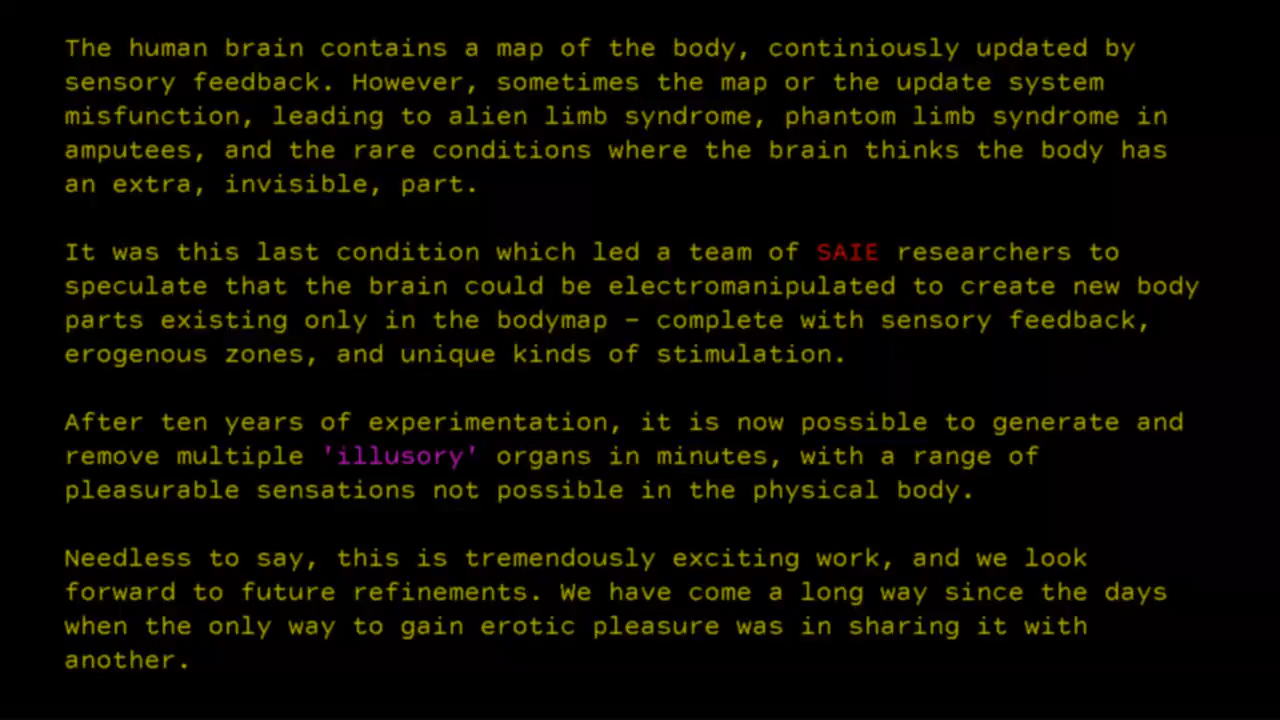 The human brain contains a map of the body, continiously updated by
sensory feedback. However, sometimes the map or the update system
misfunction, leading to alien limb syndrome, phantom limb syndrome in
amputees, and the rare conditions where the brain thinks the body has
an extra, invisible, part.
It was this last condition which led a team of SAIE researchers to
speculate that the brain could be electromanipulated to create new body
parts existing only in the bodymap - complete with sensory feedback,
erogenous zones, and unique kinds of stimulation.
After ten years of experimentation, it is now possible to generate and
remove multiple 'illusory' organs in minutes, with a range of
pleasurable sensations not possible in the physical body.
Needless to say, this is tremendously exciting work, and we look
forward to future refinements. We have come a long way since the days
when the only way to gain erotic pleasure was in sharing it with
another.